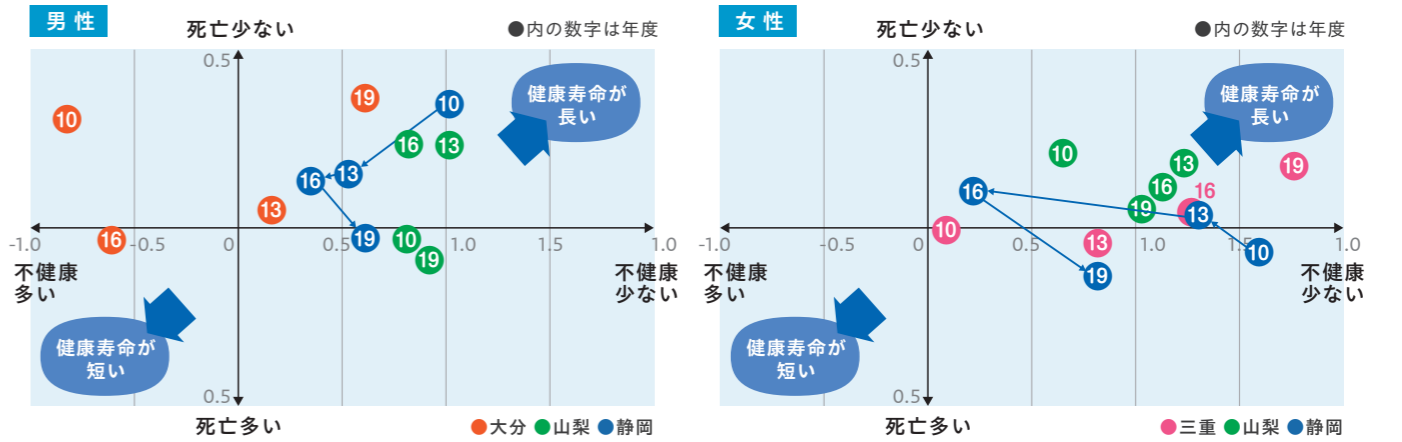 男性
死亡少ない
●内の数字は年度
0.5
健康寿命が
長い
10
19
10
16
13
13
16
13
16
19
10
19
-1.0
-0.5
0
0.5
1.0
1.5
1.0
不健康
多い
不健康
少ない
健康寿命が
短い
0.5
死亡多い
●大分 ●山梨 ●静岡
女性
死亡少ない
●内の数字は年度
0.5
健康寿命が
長い
10
13
19
16
16
16
19
13
10
13
10
19
-1.0
-0.5
0
0.5
1.0
1.5
1.0
不健康
多い
不健康
少ない
健康寿命が
短い
0.5
死亡多い
●三重 ●山梨 ●静岡